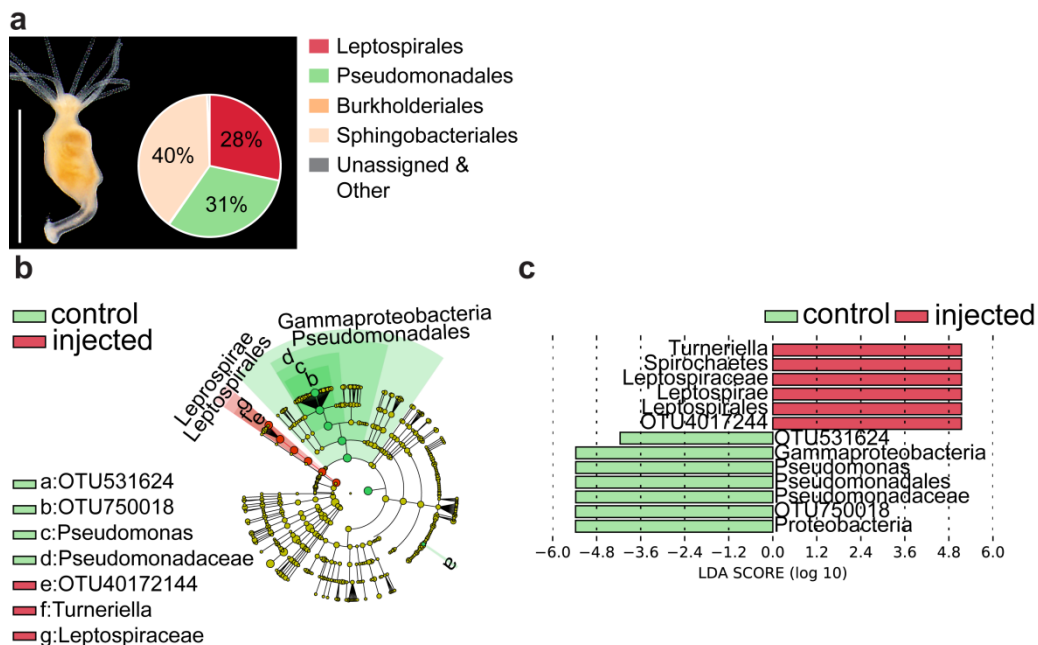 a
Leptospirales
Pseudomonadales
Burkholderiales
Sphingobacteriales
Unassigned &
Other
28%
40%
31%
b
control
injected
Gammaproteobacteria
Pseudomonadales
d
c
b
Leprospirae
Leptospirales
g
f
e
a
a:OTU531624
b:OTU750018
c:Pseudomonas
d:Pseudomonadaceae
e:OTU40172144
f:Turneriella
g:Leptospiraceae
c
control injected
Turneriella
Spirochaetes
Leptospiraceae
Leptospirae
Leptospirales
OTU4017244
OTU531624
Gammaproteobacteria
Pseudomonas
Pseudomonadales
Pseudomonadaceae
OTU750018
Proteobacteria
−6.0 −4.8 −3.6 −2.4 −1.2 0.0 1.2 2.4 3.6 4.8 6.0
LDA SCORE (log 10)